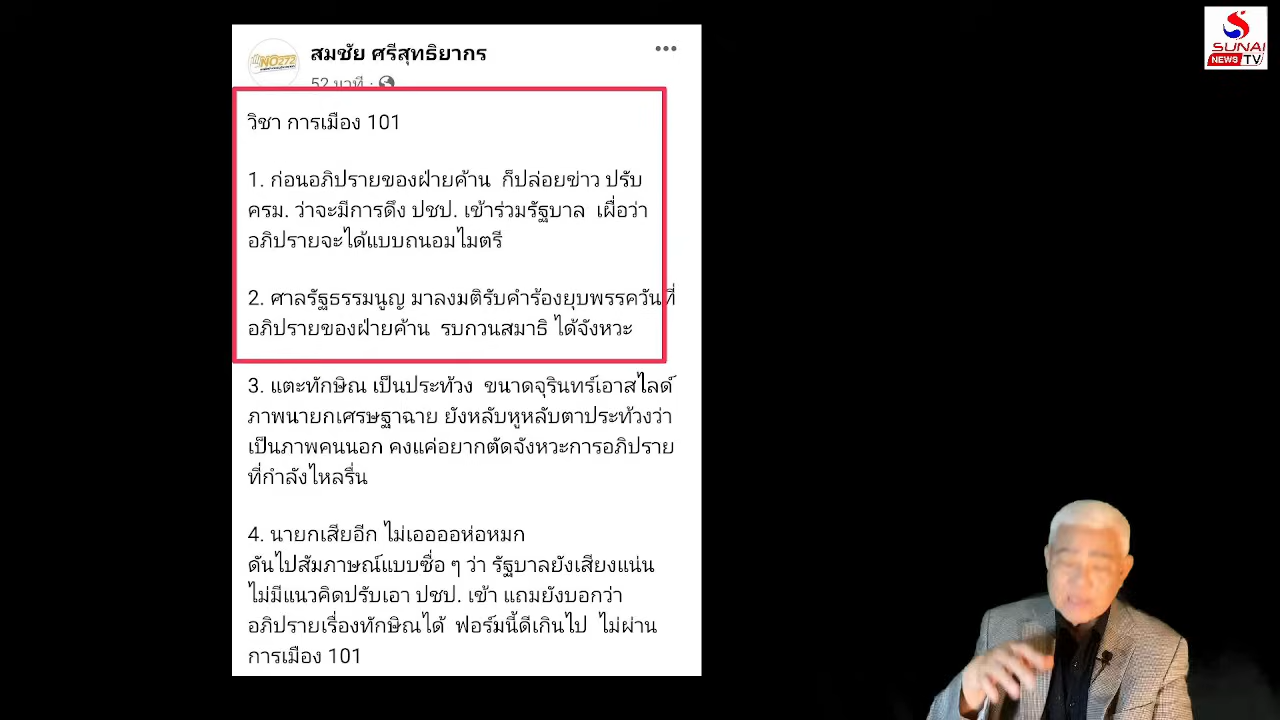 สมชัย ศรีสุทธิยากร
52 นาที ·
วิชา การเมือง 101
1. ก่อนอภิปรายของฝ่ายค้าน ก็ปล่อยข่าว ปรับ
ครม. ว่าจะมีการดึง ปชป. เข้าร่วมรัฐบาล เผื่อว่า
อภิปรายจะได้แบบถนอมไมตรี
2. ศาลรัฐธรรมนูญ มาลงมติรับคำร้องยุบพรรควันที่
อภิปรายของฝ่ายค้าน รบกวนสมาธิ ได้จังหวะ
3. แตะทักษิณ เป็นประท้วง ขนาดจุรินทร์เอาสไลด์
ภาพนายกเศรษฐาฉาย ยังหลับหูหลับตาประท้วงว่า
เป็นภาพคนนอก คงแค่อยากตัดจังหวะการอภิปราย
ที่กำลังไหลรื่น
4. นายกเสียอีก ไม่เออออห่อหมก
ดันไปสัมภาษณ์แบบซื่อ ๆ ว่า รัฐบาลยังเสียงแน่น
ไม่มีแนวคิดปรับเอา ปชป. เข้า แถมยังบอกว่า
อภิปรายเรื่องทักษิณได้ ฟอร์มนี้ดีเกินไป ไม่ผ่าน
การเมือง 101
NO272
SUNAI
NEWS TV